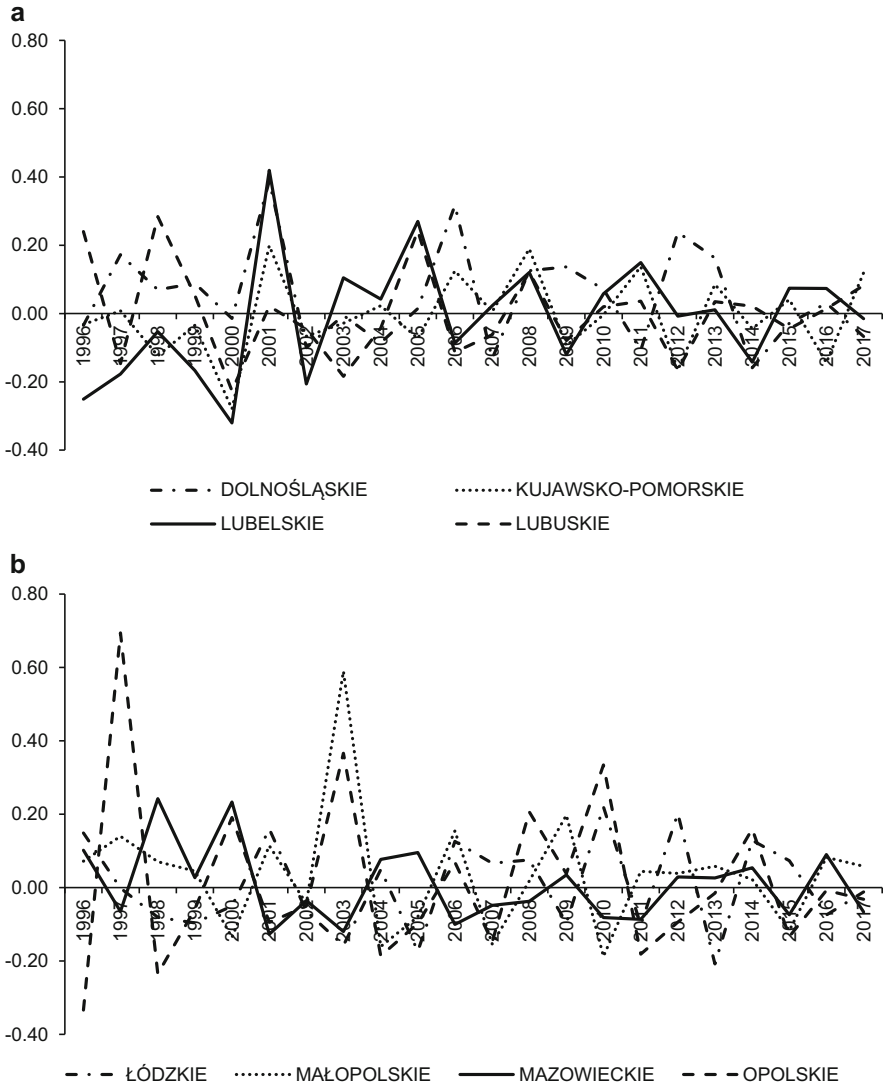 a
0.80
0.60
0.40
0.20
0.00
-0.20
-0.40
1996 1997 1998 1999 2000 2001 2002 2003 2004 2005 2006 2007 2008 2009 2010 2011 2012 2013 2014 2015 2016 2017
DOLNOŚLĄSKIE KUJAWSKO-POMORSKIE
LUBELSKIE LUBUSKIE
b
0.80
0.60
0.40
0.20
0.00
-0.20
-0.40
1996 1997 1998 1999 2000 2001 2002 2003 2004 2005 2006 2007 2008 2009 2010 2011 2012 2013 2014 2015 2016 2017
ŁÓDZKIE MAŁOPOLSKIE MAZOWIECKIE OPOLSKIE